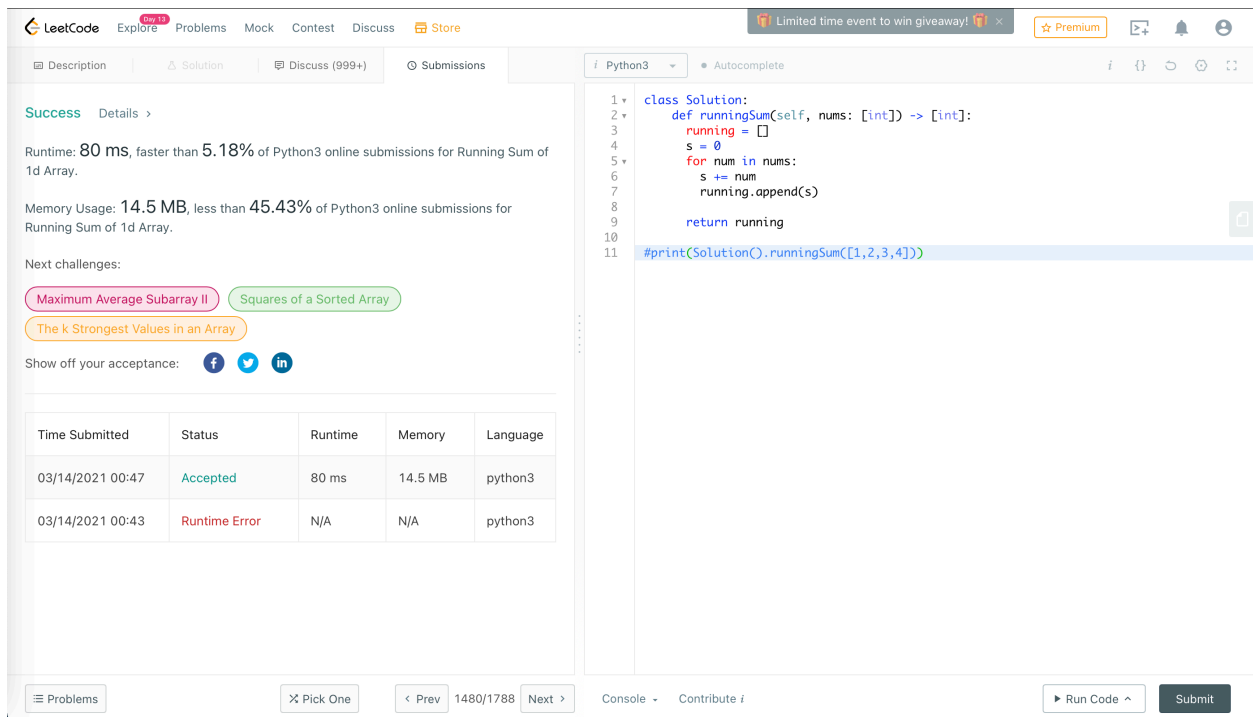 LeetCode Explore Day 13 Problems Mock Contest Discuss Store Limited time event to win giveaway! × Premium
Description Solution Discuss (999+) Submissions i Python3 Autocomplete i {}
Success Details >
Runtime: 80 ms, faster than 5.18% of Python3 online submissions for Running Sum of
1d Array.
Memory Usage: 14.5 MB, less than 45.43% of Python3 online submissions for
Running Sum of 1d Array.
Next challenges:
Maximum Average Subarray II Squares of a Sorted Array
The k Strongest Values in an Array
Show off your acceptance: f in
Time Submitted Status Runtime Memory Language
03/14/2021 00:47 Accepted 80 ms 14.5 MB python3
03/14/2021 00:43 Runtime Error N/A N/A python3
1 class Solution:
2 def runningSum(self, nums: [int]) -> [int]:
3 running = []
4 s = 0
5 for num in nums:
6 s += num
7 running.append(s)
8
9 return running
10
11 #print(Solution().runningSum([1,2,3,4]))
Problems Pick One < Prev 1480/1788 Next > Console Contribute i Run Code Submit